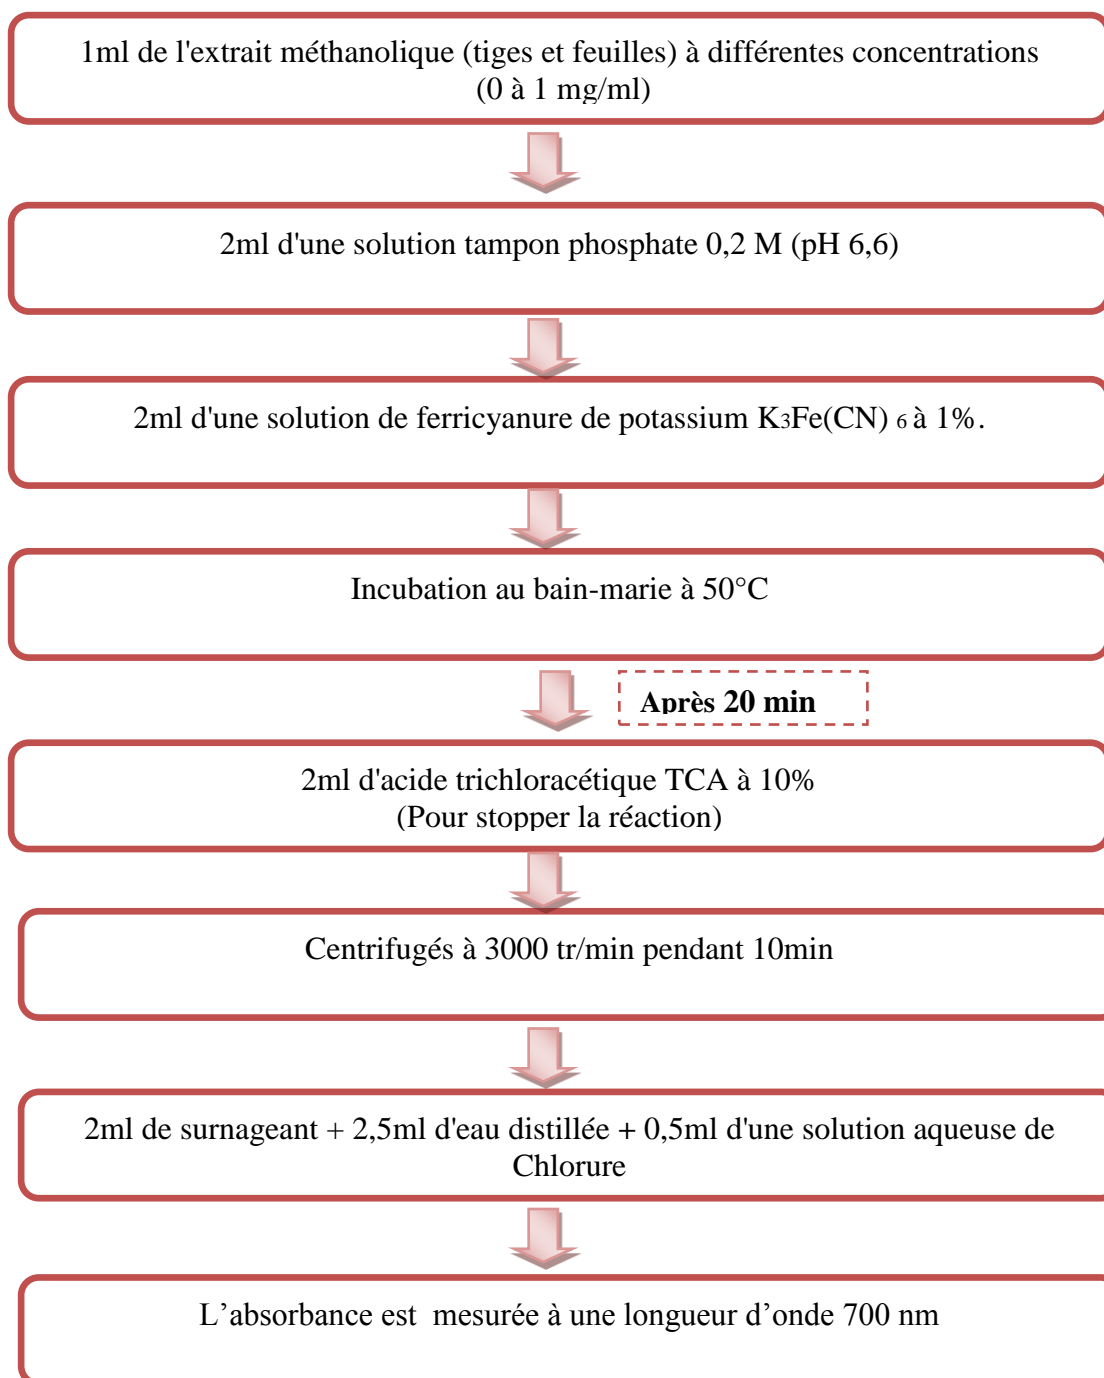 1ml de l'extrait méthanolique (tiges et feuilles) à différentes concentrations
(0 à 1 mg/ml)
2ml d'une solution tampon phosphate 0,2 M (pH 6,6)
2ml d'une solution de ferricyanure de potassium K3Fe(CN) 6 à 1%.
Incubation au bain-marie à 50°C
Après 20 min
2ml d'acide trichloracétique TCA à 10%
(Pour stopper la réaction)
Centrifugés à 3000 tr/min pendant 10min
2ml de surnageant + 2,5ml d'eau distillée + 0,5ml d'une solution aqueuse de
Chlorure
L’absorbance est mesurée à une longueur d’onde 700 nm